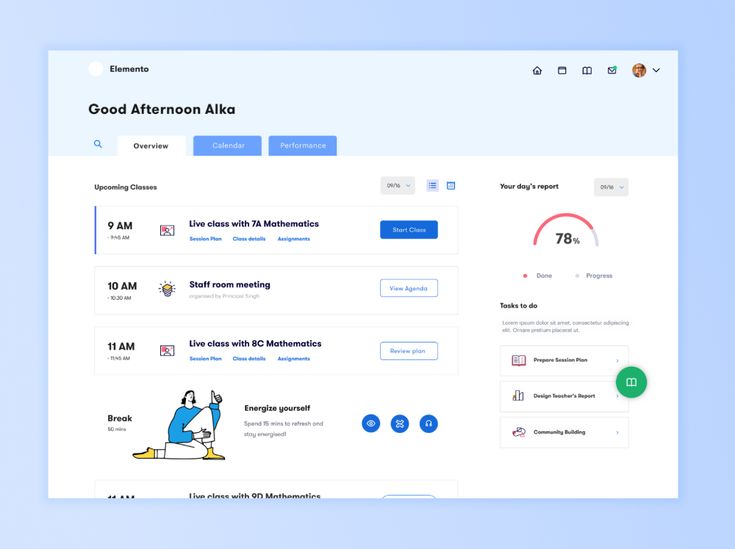 Elemento
Good Afternoon Alka
Overview
Calendar
Performance
Upcoming Classes
09/16
9 AM
- 9:45 AM
Live class with 7A Mathematics
Session Plan Class details Assignments
Start Class
10 AM
- 10.30 AM
Staff room meeting
organised by Principal Singh
View Agenda
11 AM
- 11:45 AM
Live class with 8C Mathematics
Session Plan Class details Assignments
Review plan
Break
50 mins
Energize yourself
Spend 15 mins to refresh and
stay energised!
11 AM
Live class with 9D Mathematics
Your day's report
09/16
78%
Done Progress
Tasks to do
Lorem ipsum dolor sit amet, consectetur adipiscing
elit. Ornare pretium placerat ut.
Prepare Session Plan
Design Teacher's Report
Community Building